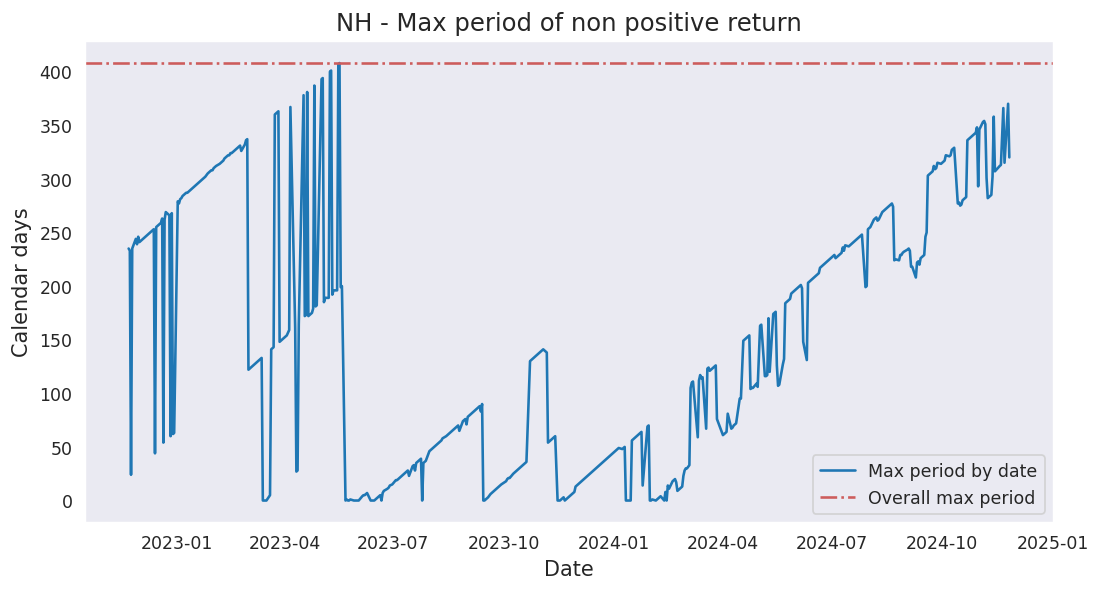 NH - Max period of non positive return
Calendar days
400
350
300
250
200
150
100
50
0
Max period by date
Overall max period
2023-01 2023-04 2023-07 2023-10 2024-01 2024-04 2024-07 2024-10 2025-01
Date